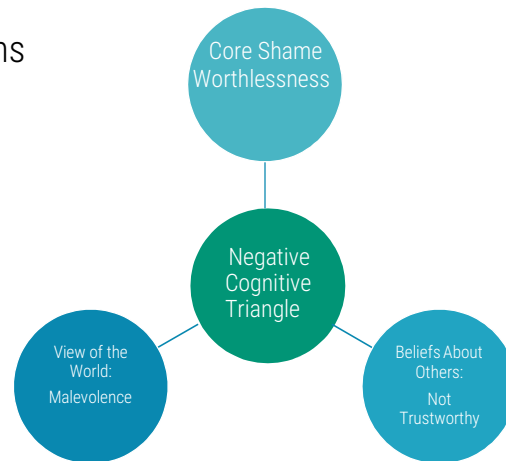 ns
Core Shame
Worthlessness
Negative
Cognitive
Triangle
View of the
World:
Malevolence
Beliefs About
Others:
Not
Trustworthy